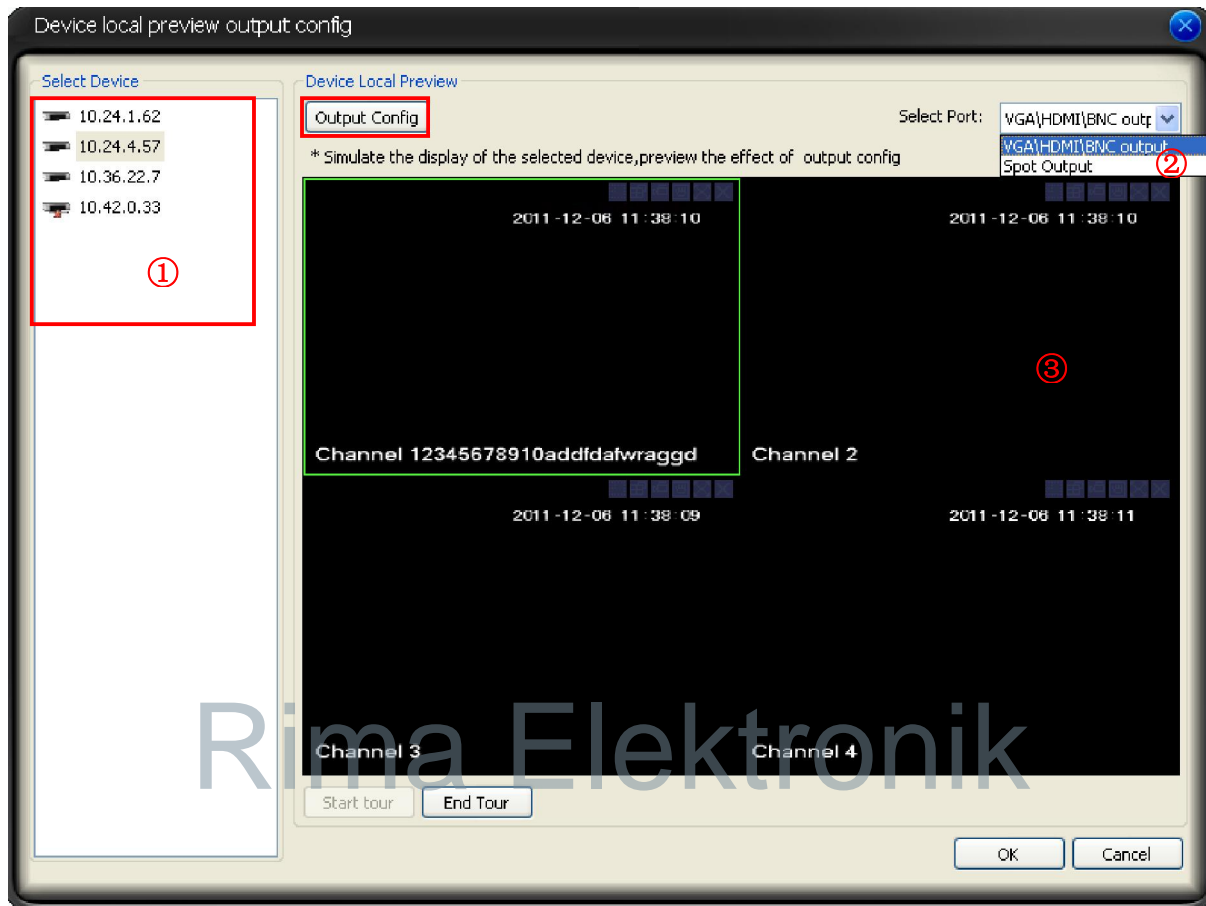 Device local preview output config
Select Device
10.24.1.62
10.24.4.57
10.36.22.7
10.42.0.33
①
Device Local Preview
Output Config
Select Port:
VGA\HDMI\BNC outp
VGA\HDMI\BNC output
Spot Output
②
* Simulate the display of the selected device,preview the effect of output config
2011-12-06 11:38:10
2011-12-06 11:38:10
③
Channel 12345678910addfdafwraggd
Channel 2
2011-12-06 11:38:09
2011-12-06 11:38:11
Channel 3
Channel 4
Rima Elektronik
Start tour
End Tour
OK
Cancel